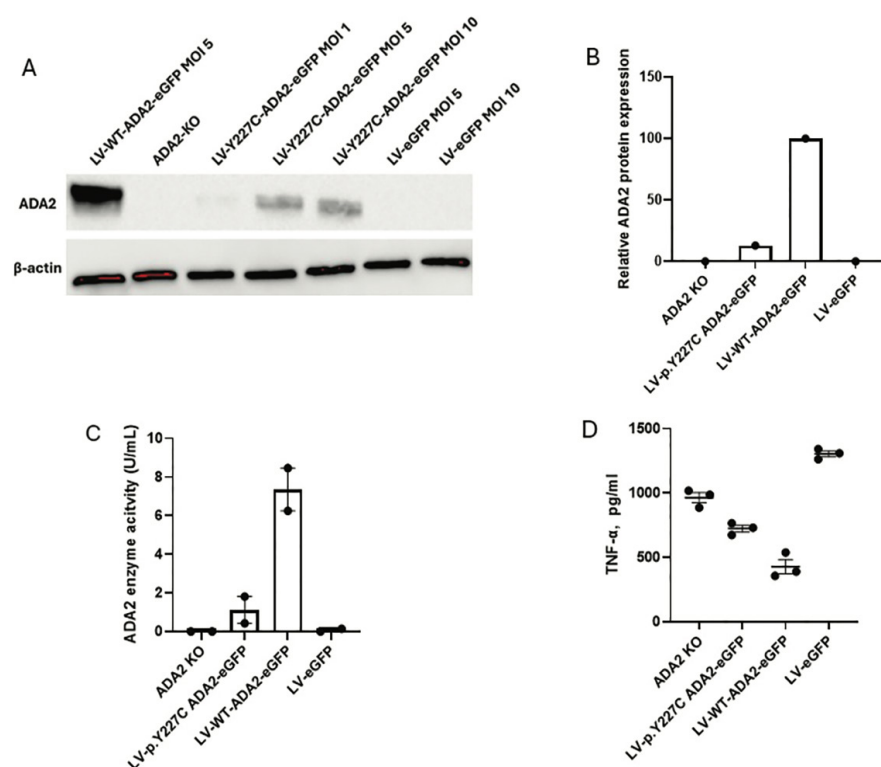 A
LV-WT-ADA2-eGFP MOI 5
ADA2-KO
LV-Y227C-ADA2-eGFP MOI 1
LV-Y227C-ADA2-eGFP MOI 5
LV-Y227C-ADA2-eGFP MOI 10
LV-eGFP MOI 5
LV-eGFP MOI 10
ADA2
β-actin
B
Relative ADA2 protein expression
150
100
50
0
ADA2 KO
LV-p.Y227C ADA2-eGFP
LV-WT-ADA2-eGFP
LV-eGFP
C
ADA2 enzyme acitvity (U/mL)
10
8
6
4
2
0
ADA2 KO
LV-p.Y227C ADA2-eGFP
LV-WT-ADA2-eGFP
LV-eGFP
D
TNF-α, pg/ml
1500
1000
500
0
ADA2 KO
LV-p.Y227C ADA2-eGFP
LV-WT-ADA2-eGFP
LV-eGFP